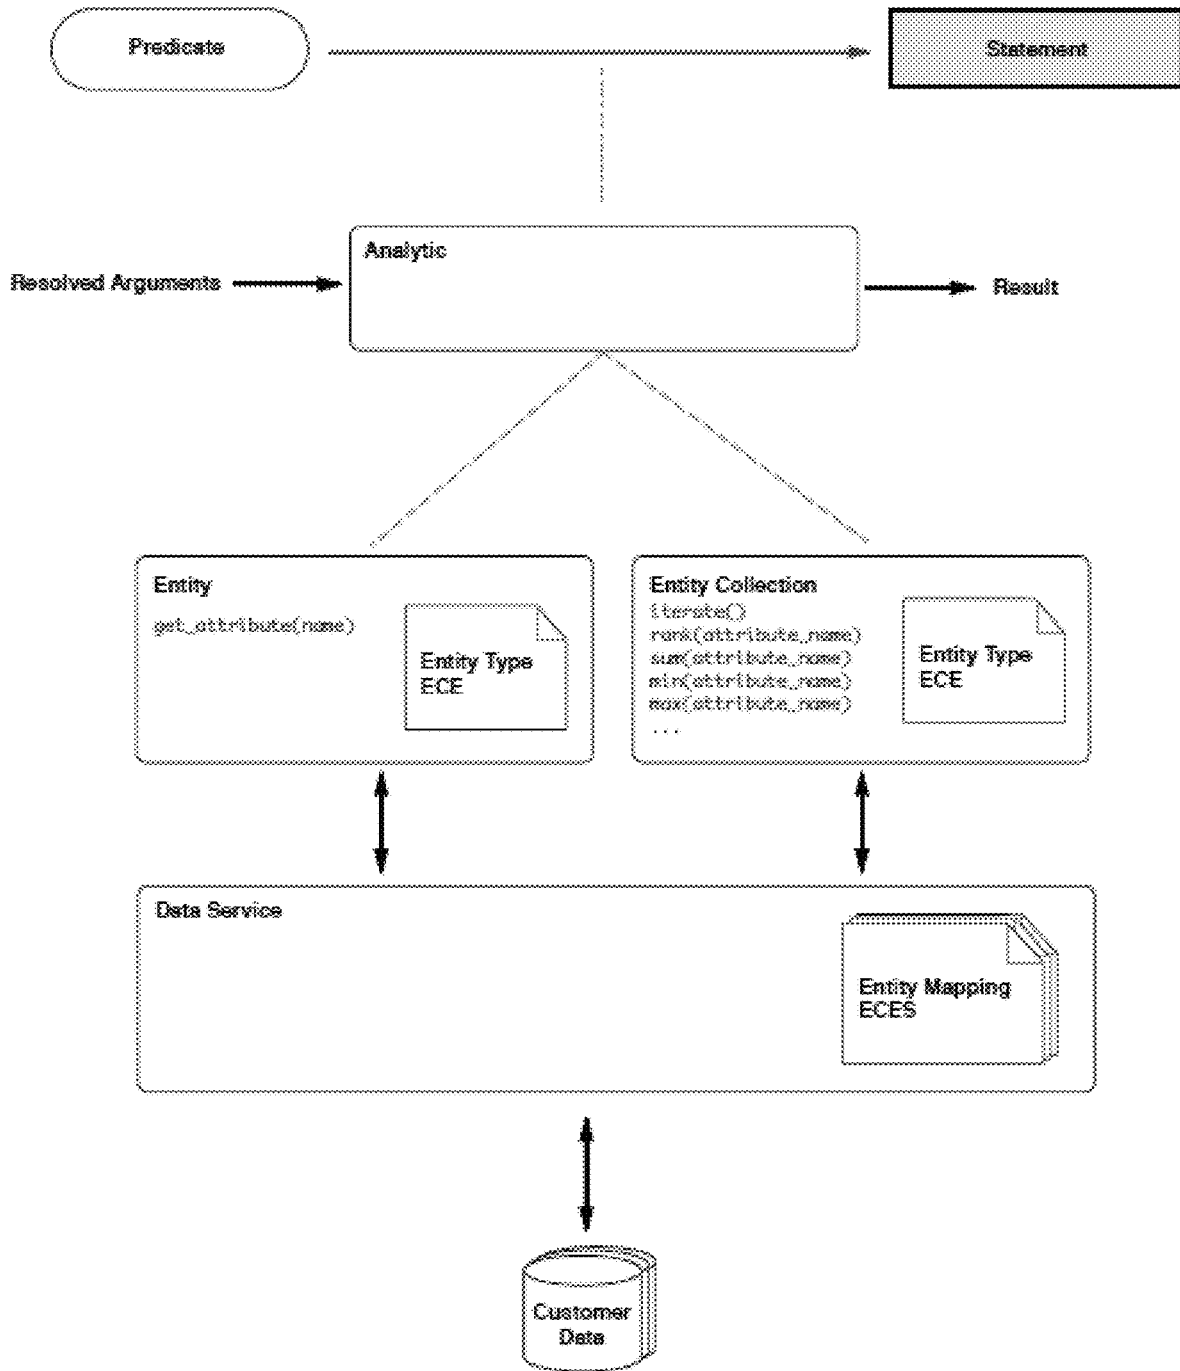 Predicate
Statement
Analytic
Resolved Arguments
Result
Entity
get_attribute(name)
Entity Type
ECE
Entity Collection
iterate()
rank(attribute_name)
sum(attribute_name)
min(attribute_name)
max(attribute_name)
...
Entity Type
ECE
Data Service
Entity Mapping
ECES
Customer
Data